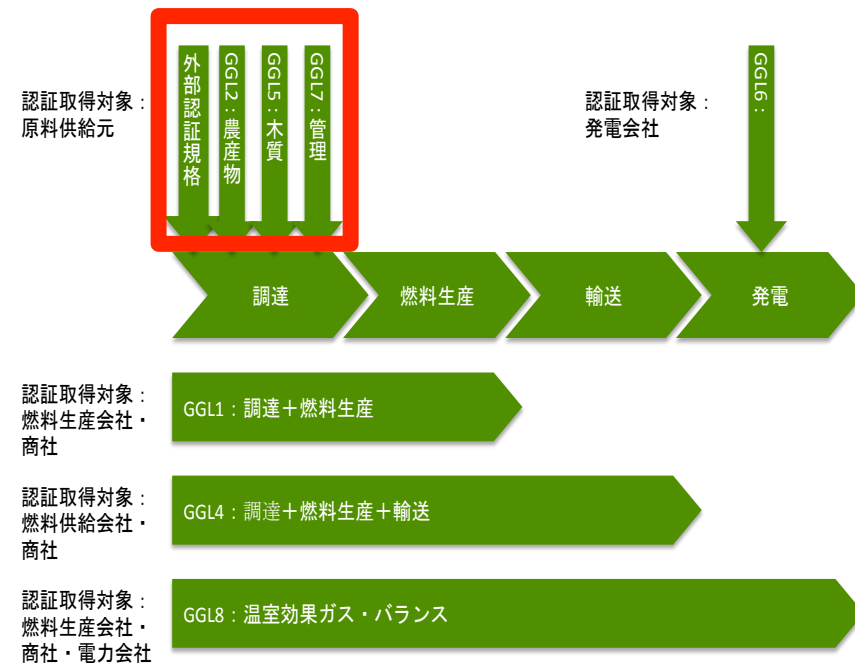 認証取得対象：
原料供給元
外部認証規格
GGL2：農産物
GGL5：木質
GGL7：管理
認証取得対象：
発電会社
GGL6：
調達
燃料生産
輸送
発電
認証取得対象：
燃料生産会社・
商社
GGL1：調達＋燃料生産
認証取得対象：
燃料供給会社・
商社
GGL4：調達＋燃料生産＋輸送
認証取得対象：
燃料生産会社・
商社・電力会社
GGL8：温室効果ガス・バランス